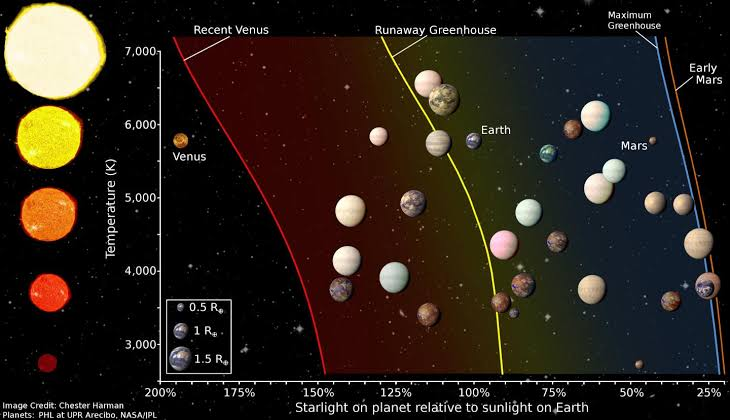 Recent Venus
Runaway Greenhouse
Maximum
Greenhouse
Early
Mars
7,000
6,000
5,000
4,000
3,000
Temperature (K)
Venus
Earth
Mars
0.5 R⊕
1 R⊕
1.5 R⊕
200%
175%
150%
125%
100%
75%
50%
25%
Starlight on planet relative to sunlight on Earth
Image Credit: Chester Harman
Planets: PHL at UPR Arecibo, NASA/JPL